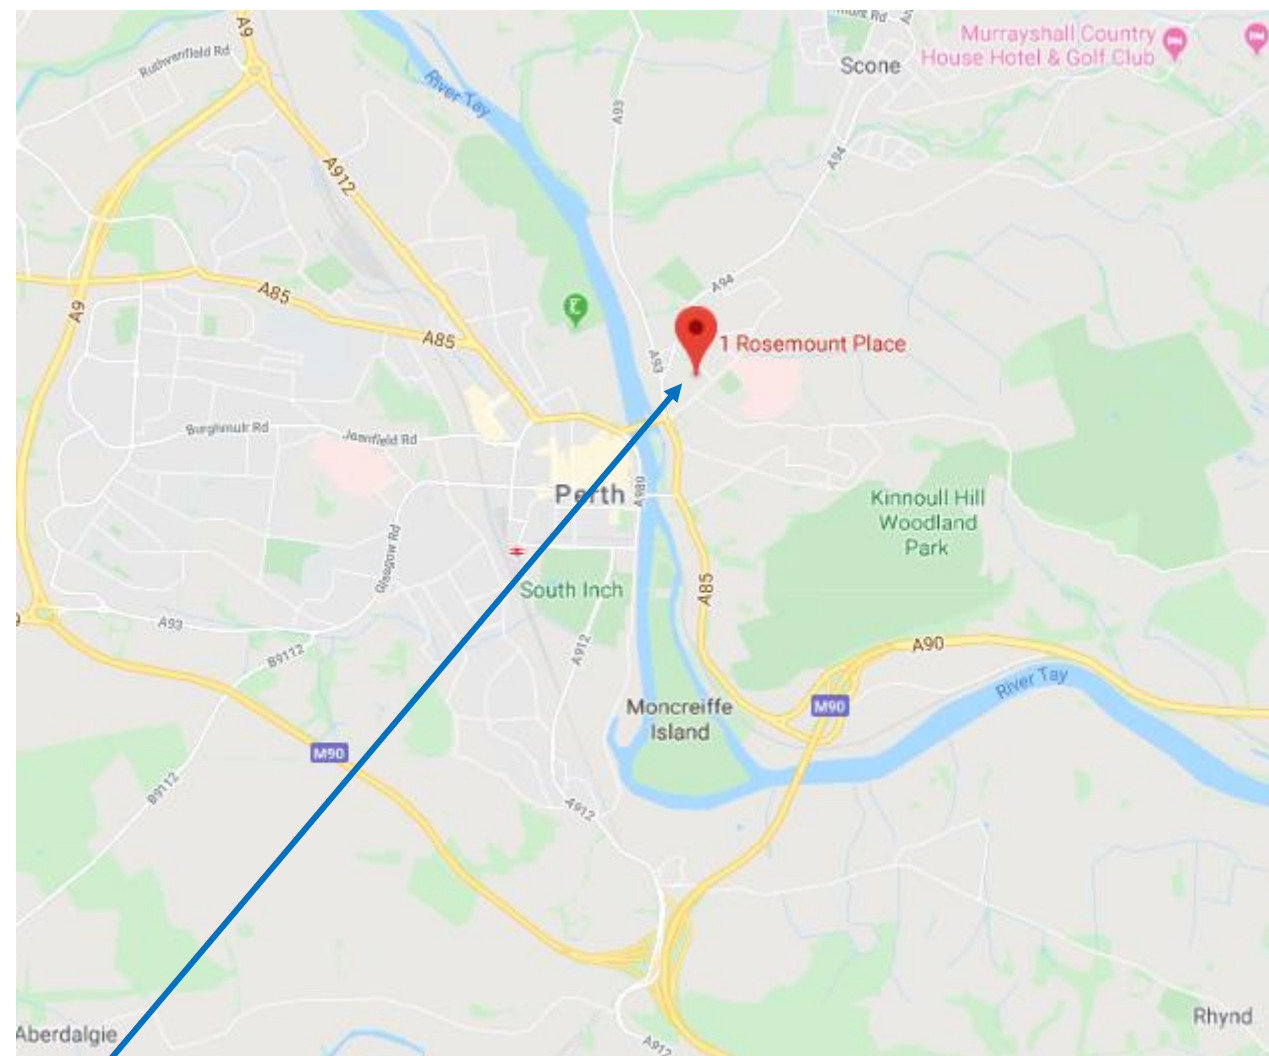 A9
Ruthvenfield Rd
River Tay
A93
Scone
Murrayshall Country
House Hotel & Golf Club
A912
A94
A9
A85
A85
A94
A93
1 Rosemount Place
Burghmuir Rd
Jeanfield Rd
Perth
A989
Kinnoull Hill
Woodland
Park
Glasgow Rd
South Inch
A85
A93
B9112
A912
A90
River Tay
Moncreiffe
Island
M90
M90
B9112
A912
Aberdalgie
A912
Rhynd